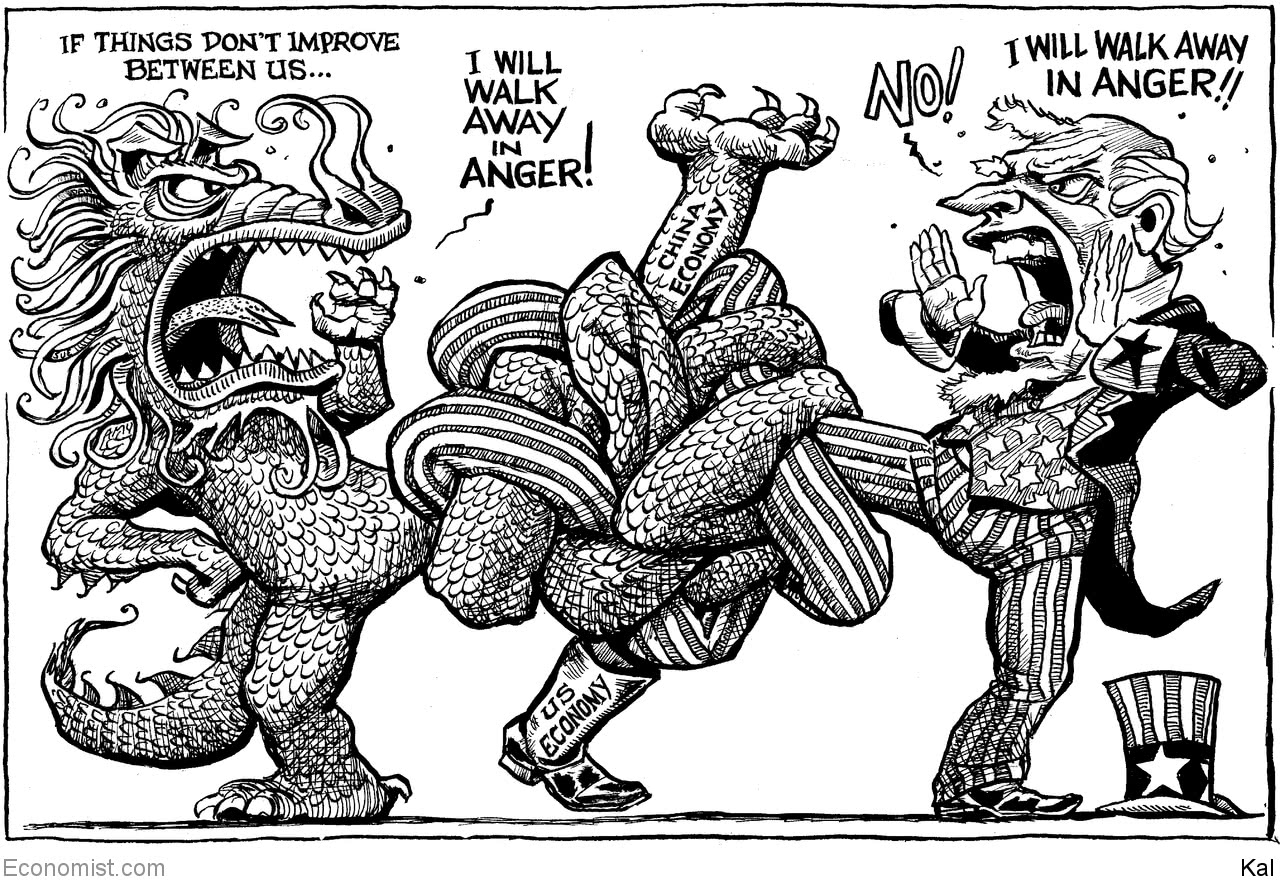 IF THINGS DON'T IMPROVE
BETWEEN US...
I WILL
WALK
AWAY
IN
ANGER!
NO!
I WILL WALK AWAY
IN ANGER!!
CHINA
ECONOMY
US
ECONOMY
Economist.com
Kal